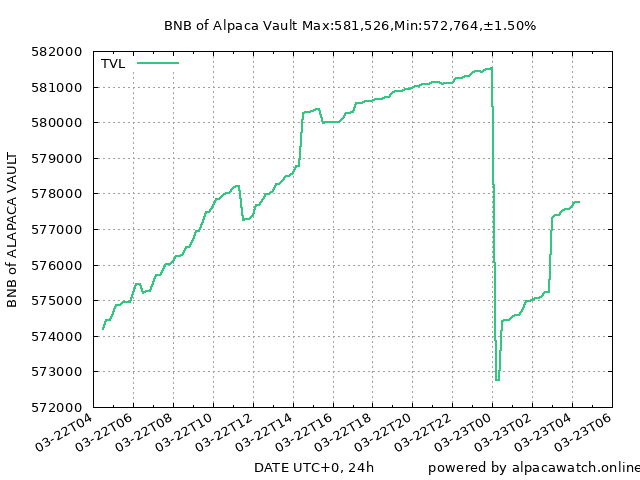 BNB of Alpaca Vault Max:581,526,Min:572,764,±1.50%
TVL
582000
581000
580000
579000
578000
577000
576000
575000
574000
573000
572000
BNB of ALAPACA VAULT
03-22T04
03-22T06
03-22T08
03-22T10
03-22T12
03-22T14
03-22T16
03-22T18
03-22T20
03-22T22
03-23T00
03-23T02
03-23T04
03-23T06
DATE UTC+0, 24h
powered by alpacawatch.online